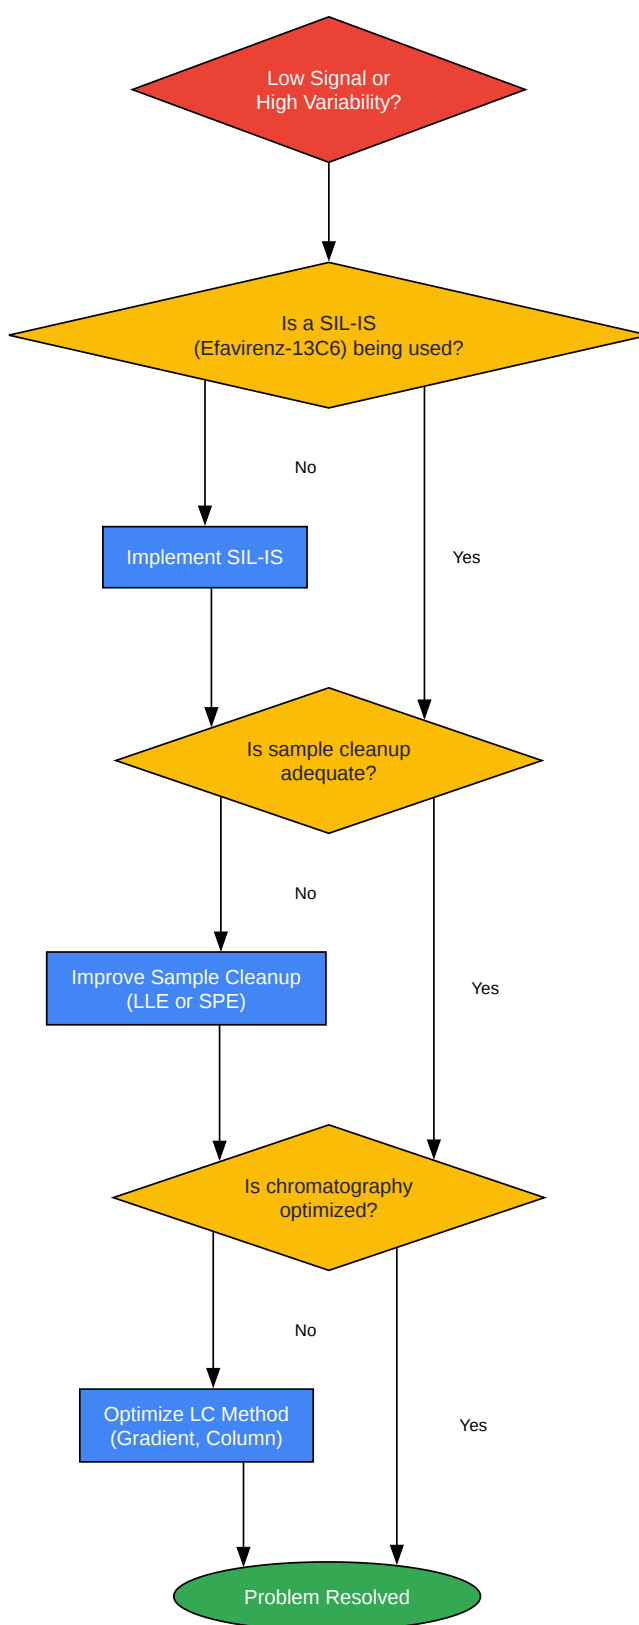 Low Signal or
High Variability?
Is a SIL-IS
(Efavirenz-13C6) being used?
No
Implement SIL-IS
Yes
Is sample cleanup
adequate?
No
Improve Sample Cleanup
(LLE or SPE)
Yes
Is chromatography
optimized?
No
Optimize LC Method
(Gradient, Column)
Yes
Problem Resolved